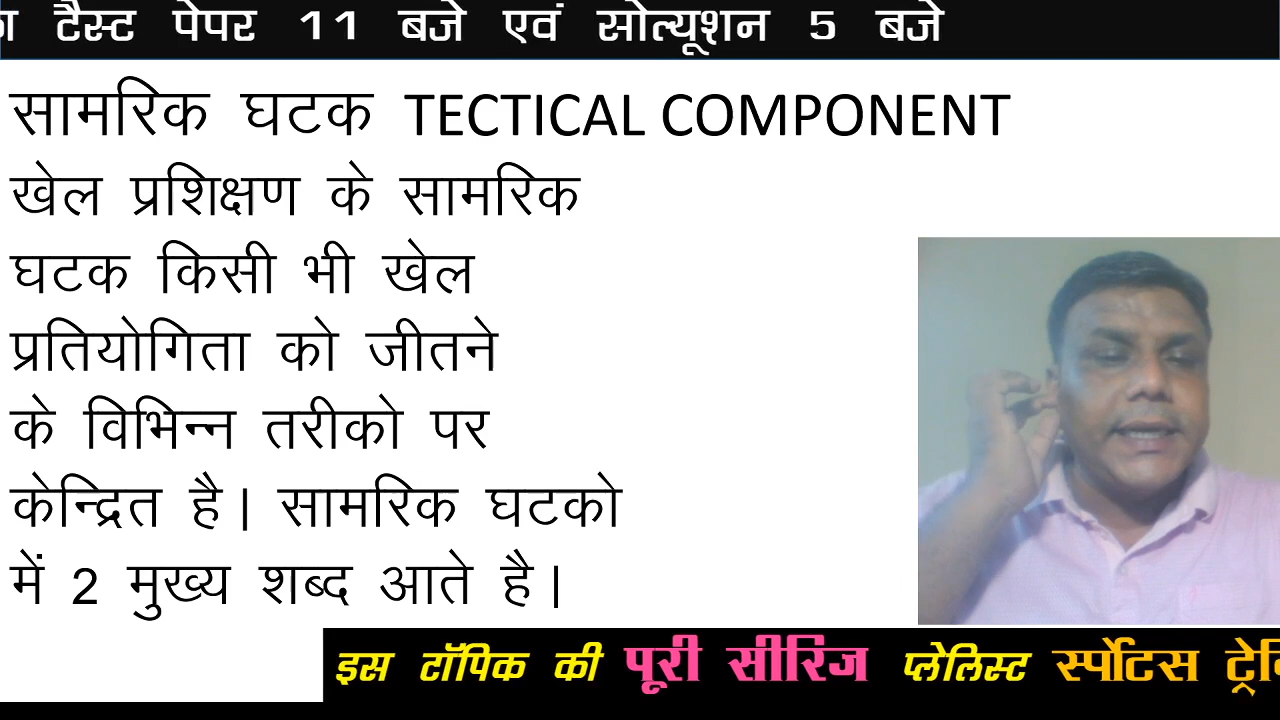 टैस्ट पेपर 11 बजे एवं सोल्यूशन 5 बजे
सामरिक घटक TECTICAL COMPONENT
खेल प्रशिक्षण के सामरिक
घटक किसी भी खेल
प्रतियोगिता को जीतने
के विभिन्न तरीको पर
केन्द्रित है। सामरिक घटको
में 2 मुख्य शब्द आते है।
इस टॉपिक की पूरी सीरिज प्लेलिस्ट स्पोंटस